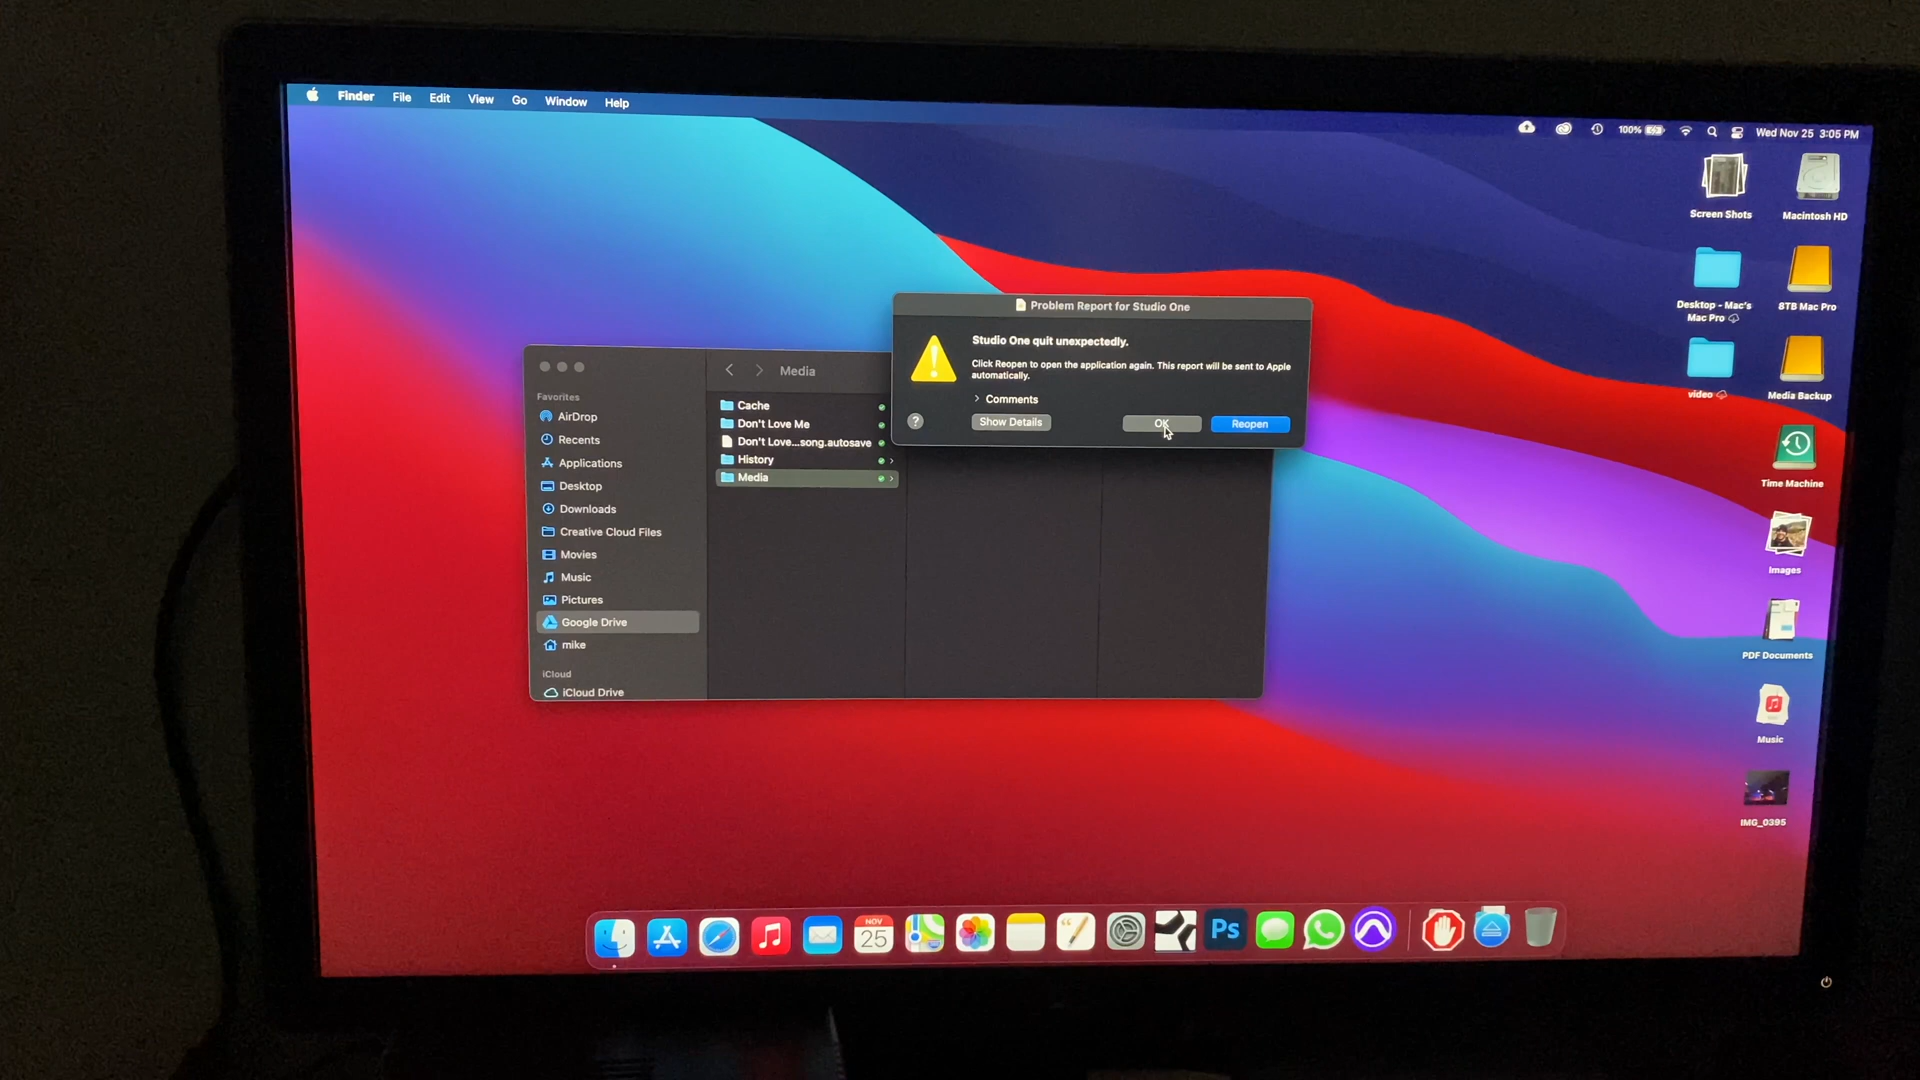 Finder File Edit View Go Window Help
100% Wed Nov 25 3:05 PM
Screen Shots
Macintosh HD
Desktop - Mac's
Mac Pro
8TB Mac Pro
video
Media Backup
Time Machine
Images
PDF Documents
Music
IMG_0395
Problem Report for Studio One
Studio One quit unexpectedly.
Click Reopen to open the application again. This report will be sent to Apple
automatically.
Comments
? Show Details OK Reopen
Media
Favorites
AirDrop
Recents
Applications
Desktop
Downloads
Creative Cloud Files
Movies
Music
Pictures
Google Drive
mike
iCloud
iCloud Drive
Cache
Don't Love Me
Don't Love...song.autosave
History
Media
NOV
25
Ps